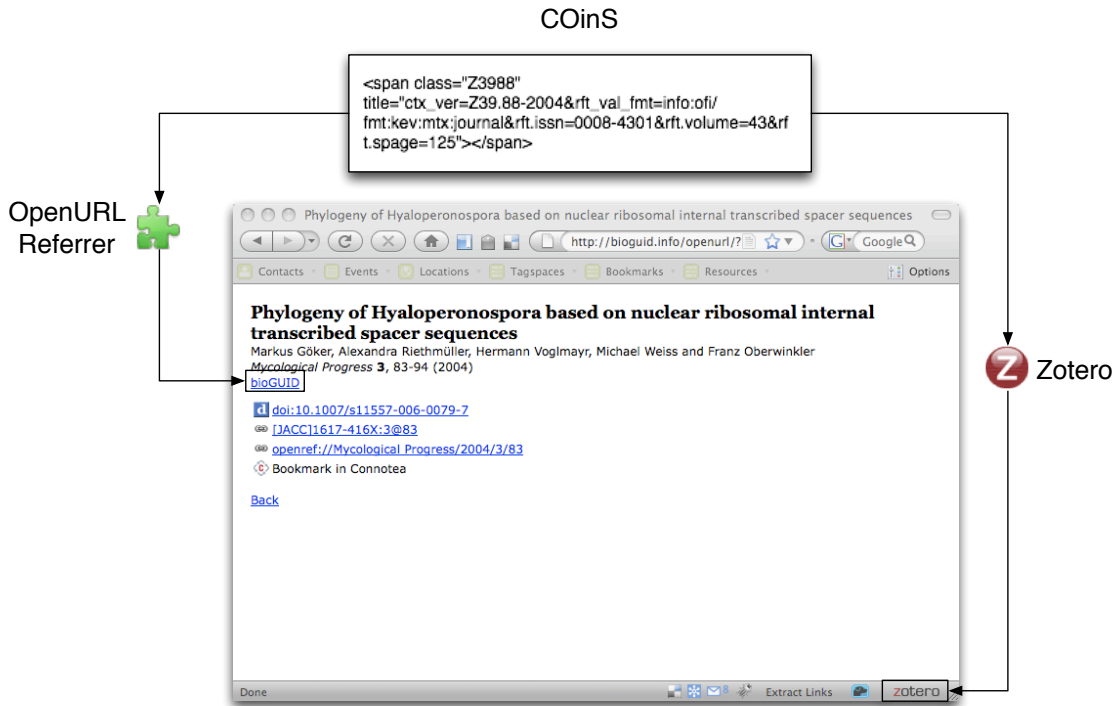 COinS
<span class="Z3988"
title="ctx_ver=Z39.88-2004&rft_val_fmt=info:ofi/
fmt:kev:mtx:journal&rft.issn=0008-4301&rft.volume=43&rf
t.spage=125"></span>
OpenURL
Referrer
Phylogeny of Hyaloperonospora based on nuclear ribosomal internal transcribed spacer sequences
http://bioguid.info/openurl/?
G
Google
Contacts
Events
Locations
Tagspaces
Bookmarks
Resources
Options
Phylogeny of Hyaloperonospora based on nuclear ribosomal internal
transcribed spacer sequences
Markus Göker, Alexandra Riethmüller, Hermann Voglmayr, Michael Weiss and Franz Oberwinkler
Mycological Progress 3, 83-94 (2004)
bioGUID
d doi:10.1007/s11557-006-0079-7
[JACC]1617-416X:3@83
openref://Mycological Progress/2004/3/83
C Bookmark in Connotea
Back
Z
Zotero
Done
8
Extract Links
zotero